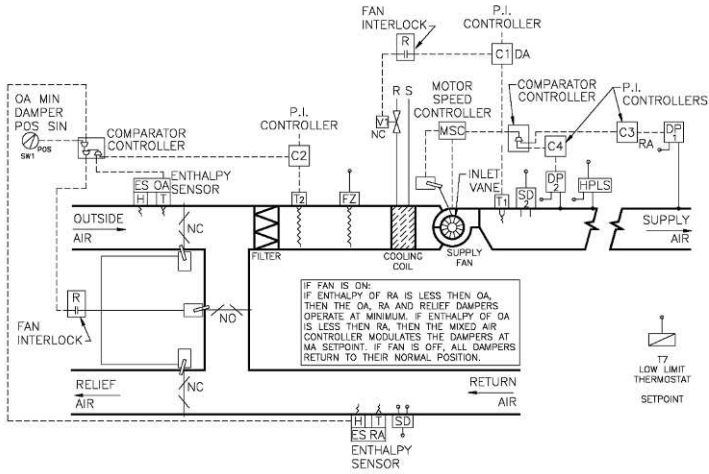 FAN
INTERLOCK
R
P.I.
CONTROLLER
C1
DA
OA MIN
DAMPER
POS SIN
POS
SW1
COMPARATOR
CONTROLLER
P.I.
CONTROLLER
C2
V1
NC
R S
MOTOR
SPEED
CONTROLLER
MSC
COMPARATOR
CONTROLLER
P.I.
CONTROLLERS
C4
C3
RA
DP
1
DP
2
HPLS
ENTHALPY
SENSOR
ES OA
H T
T2
FZ
INLET
VANE
T1
SD
2
OUTSIDE
AIR
NC
FILTER
COOLING
COIL
SUPPLY
FAN
SUPPLY
AIR
R
FAN
INTERLOCK
NO
IF FAN IS ON:
IF ENTHALPY OF RA IS LESS THEN OA,
THEN THE OA, RA AND RELIEF DAMPERS
OPERATE AT MINIMUM. IF ENTHALPY OF OA
IS LESS THEN RA, THEN THE MIXED AIR
CONTROLLER MODULATES THE DAMPERS AT
MA SETPOINT. IF FAN IS OFF, ALL DAMPERS
RETURN TO THEIR NORMAL POSITION.
T7
LOW LIMIT
THERMOSTAT
SETPOINT
RELIEF
AIR
NC
RETURN
AIR
H T
ES RA
SD
ENTHALPY
SENSOR